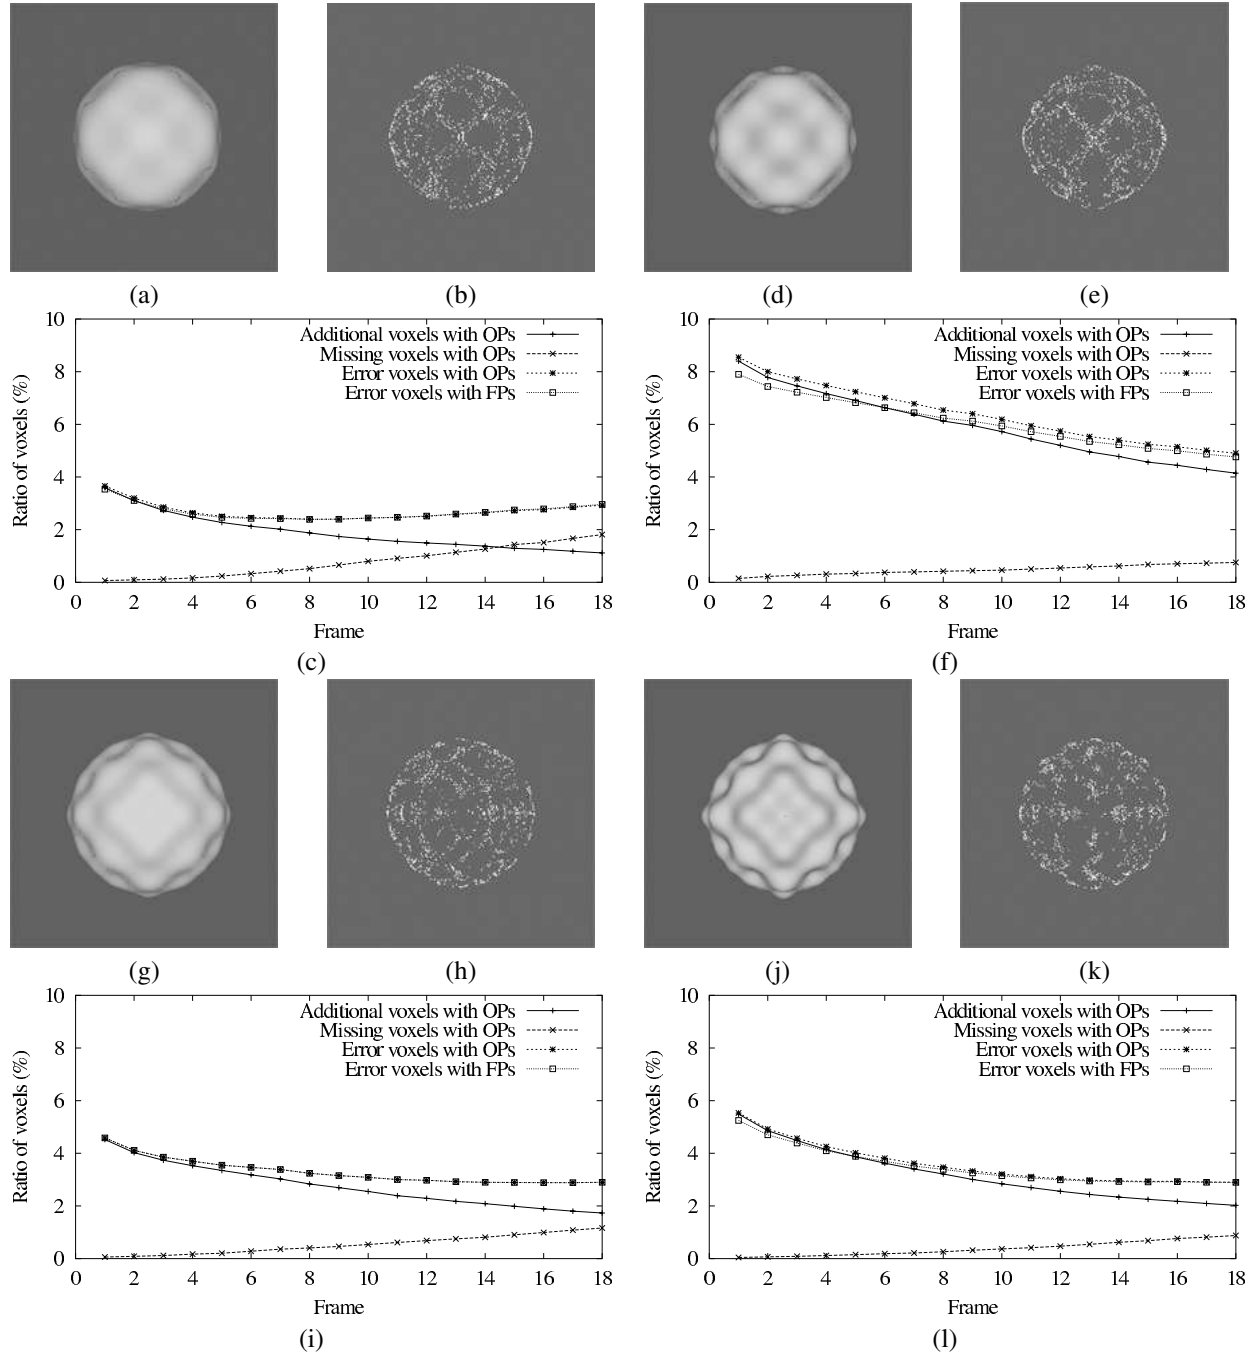 (a)
(b)
(d)
(e)
10
8
6
4
2
0
Ratio of voxels (%)
Additional voxels with OPs
Missing voxels with OPs
Error voxels with OPs
Error voxels with FPs
0 2 4 6 8 10 12 14 16 18
Frame
(c)
10
8
6
4
2
0
Ratio of voxels (%)
Additional voxels with OPs
Missing voxels with OPs
Error voxels with OPs
Error voxels with FPs
0 2 4 6 8 10 12 14 16 18
Frame
(f)
(g)
(h)
(j)
(k)
10
8
6
4
2
0
Ratio of voxels (%)
Additional voxels with OPs
Missing voxels with OPs
Error voxels with OPs
Error voxels with FPs
0 2 4 6 8 10 12 14 16 18
Frame
(i)
10
8
6
4
2
0
Ratio of voxels (%)
Additional voxels with OPs
Missing voxels with OPs
Error voxels with OPs
Error voxels with FPs
0 2 4 6 8 10 12 14 16 18
Frame
(l)